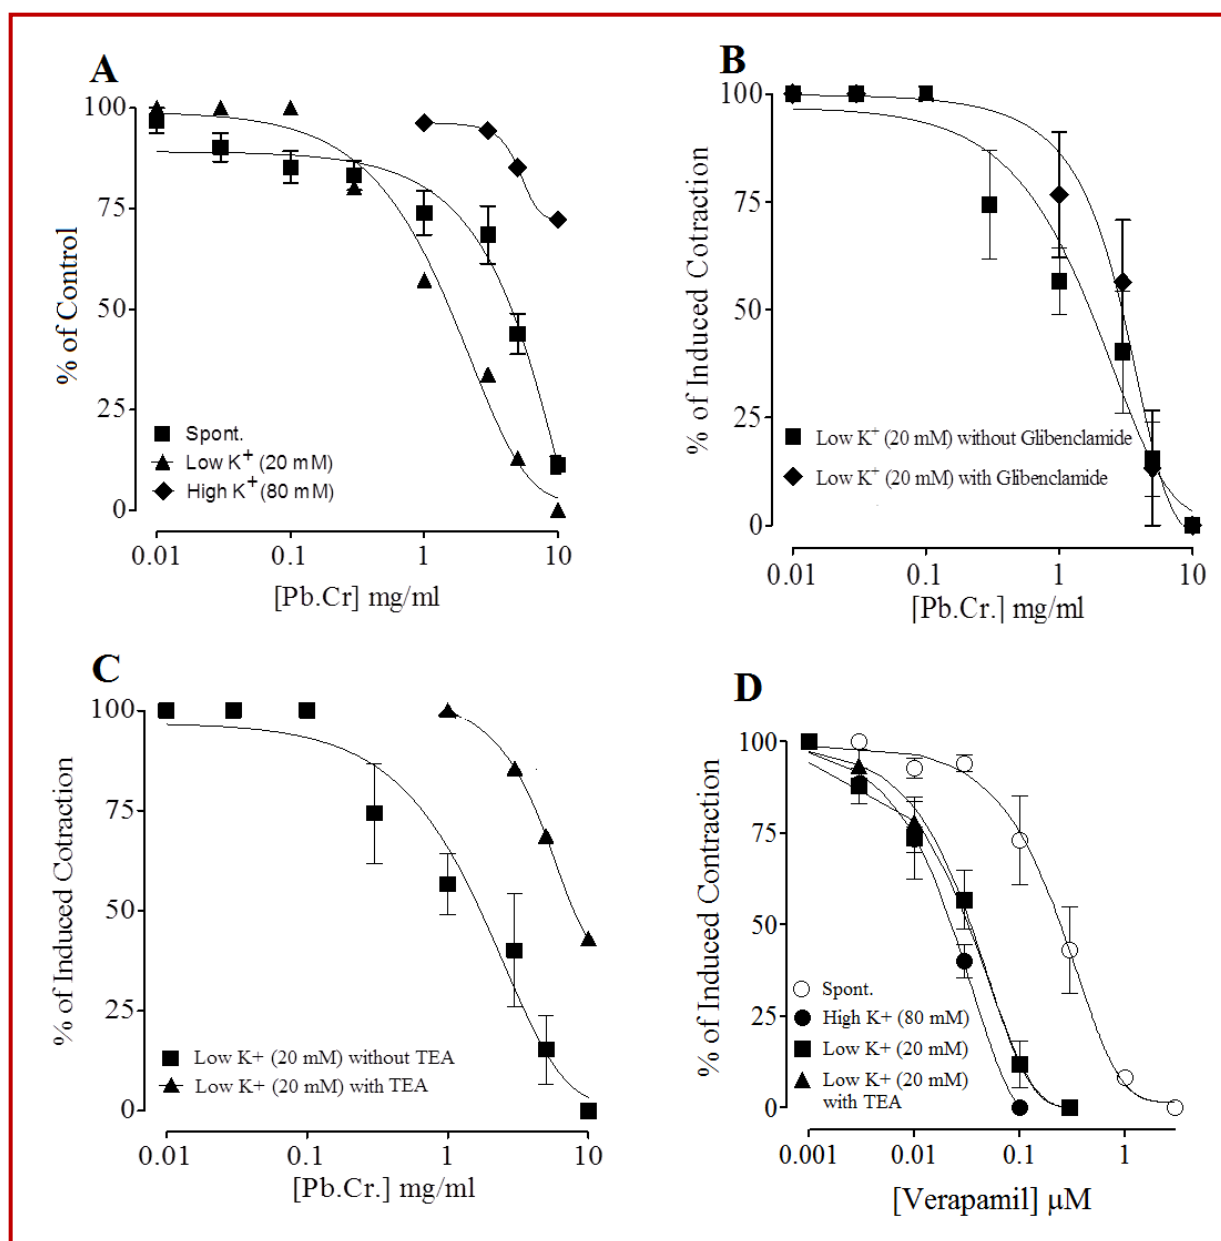 A
% of Control
100
75
50
25
0
Spont.
Low K+ (20 mM)
High K+ (80 mM)
0.01 0.1 1 10
[Pb.Cr] mg/ml
B
% of Induced Cotraction
100
75
50
25
0
Low K+ (20 mM) without Glibenclamide
Low K+ (20 mM) with Glibenclamide
0.01 0.1 1 10
[Pb.Cr.] mg/ml
C
% of Induced Cotraction
100
75
50
25
0
Low K+ (20 mM) without TEA
Low K+ (20 mM) with TEA
0.01 0.1 1 10
[Pb.Cr.] mg/ml
D
% of Induced Contraction
100
75
50
25
0
Spont.
High K+ (80 mM)
Low K+ (20 mM)
Low K+ (20 mM)
with TEA
0.001 0.01 0.1 1
[Verapamil] µM